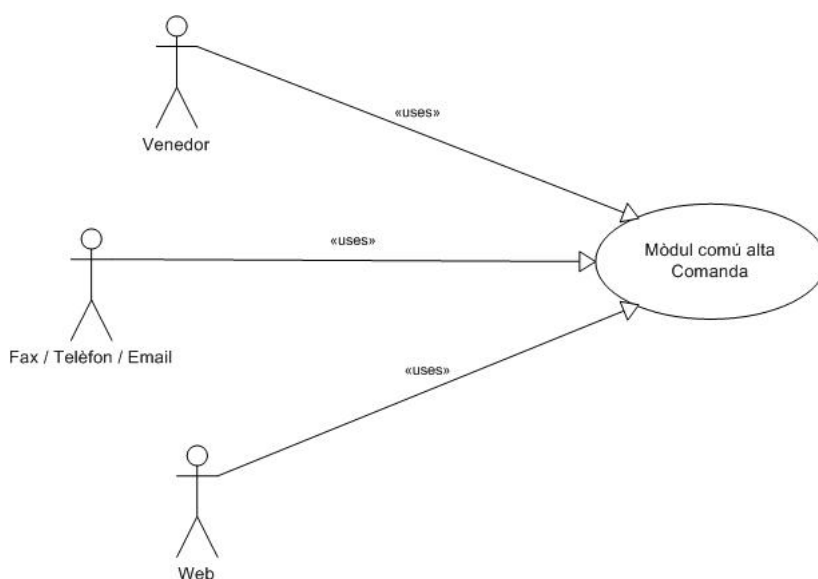 «uses»
Venedor
«uses»
Mòdul comú alta
Comanda
Fax / Telèfon / Email
«uses»
Web